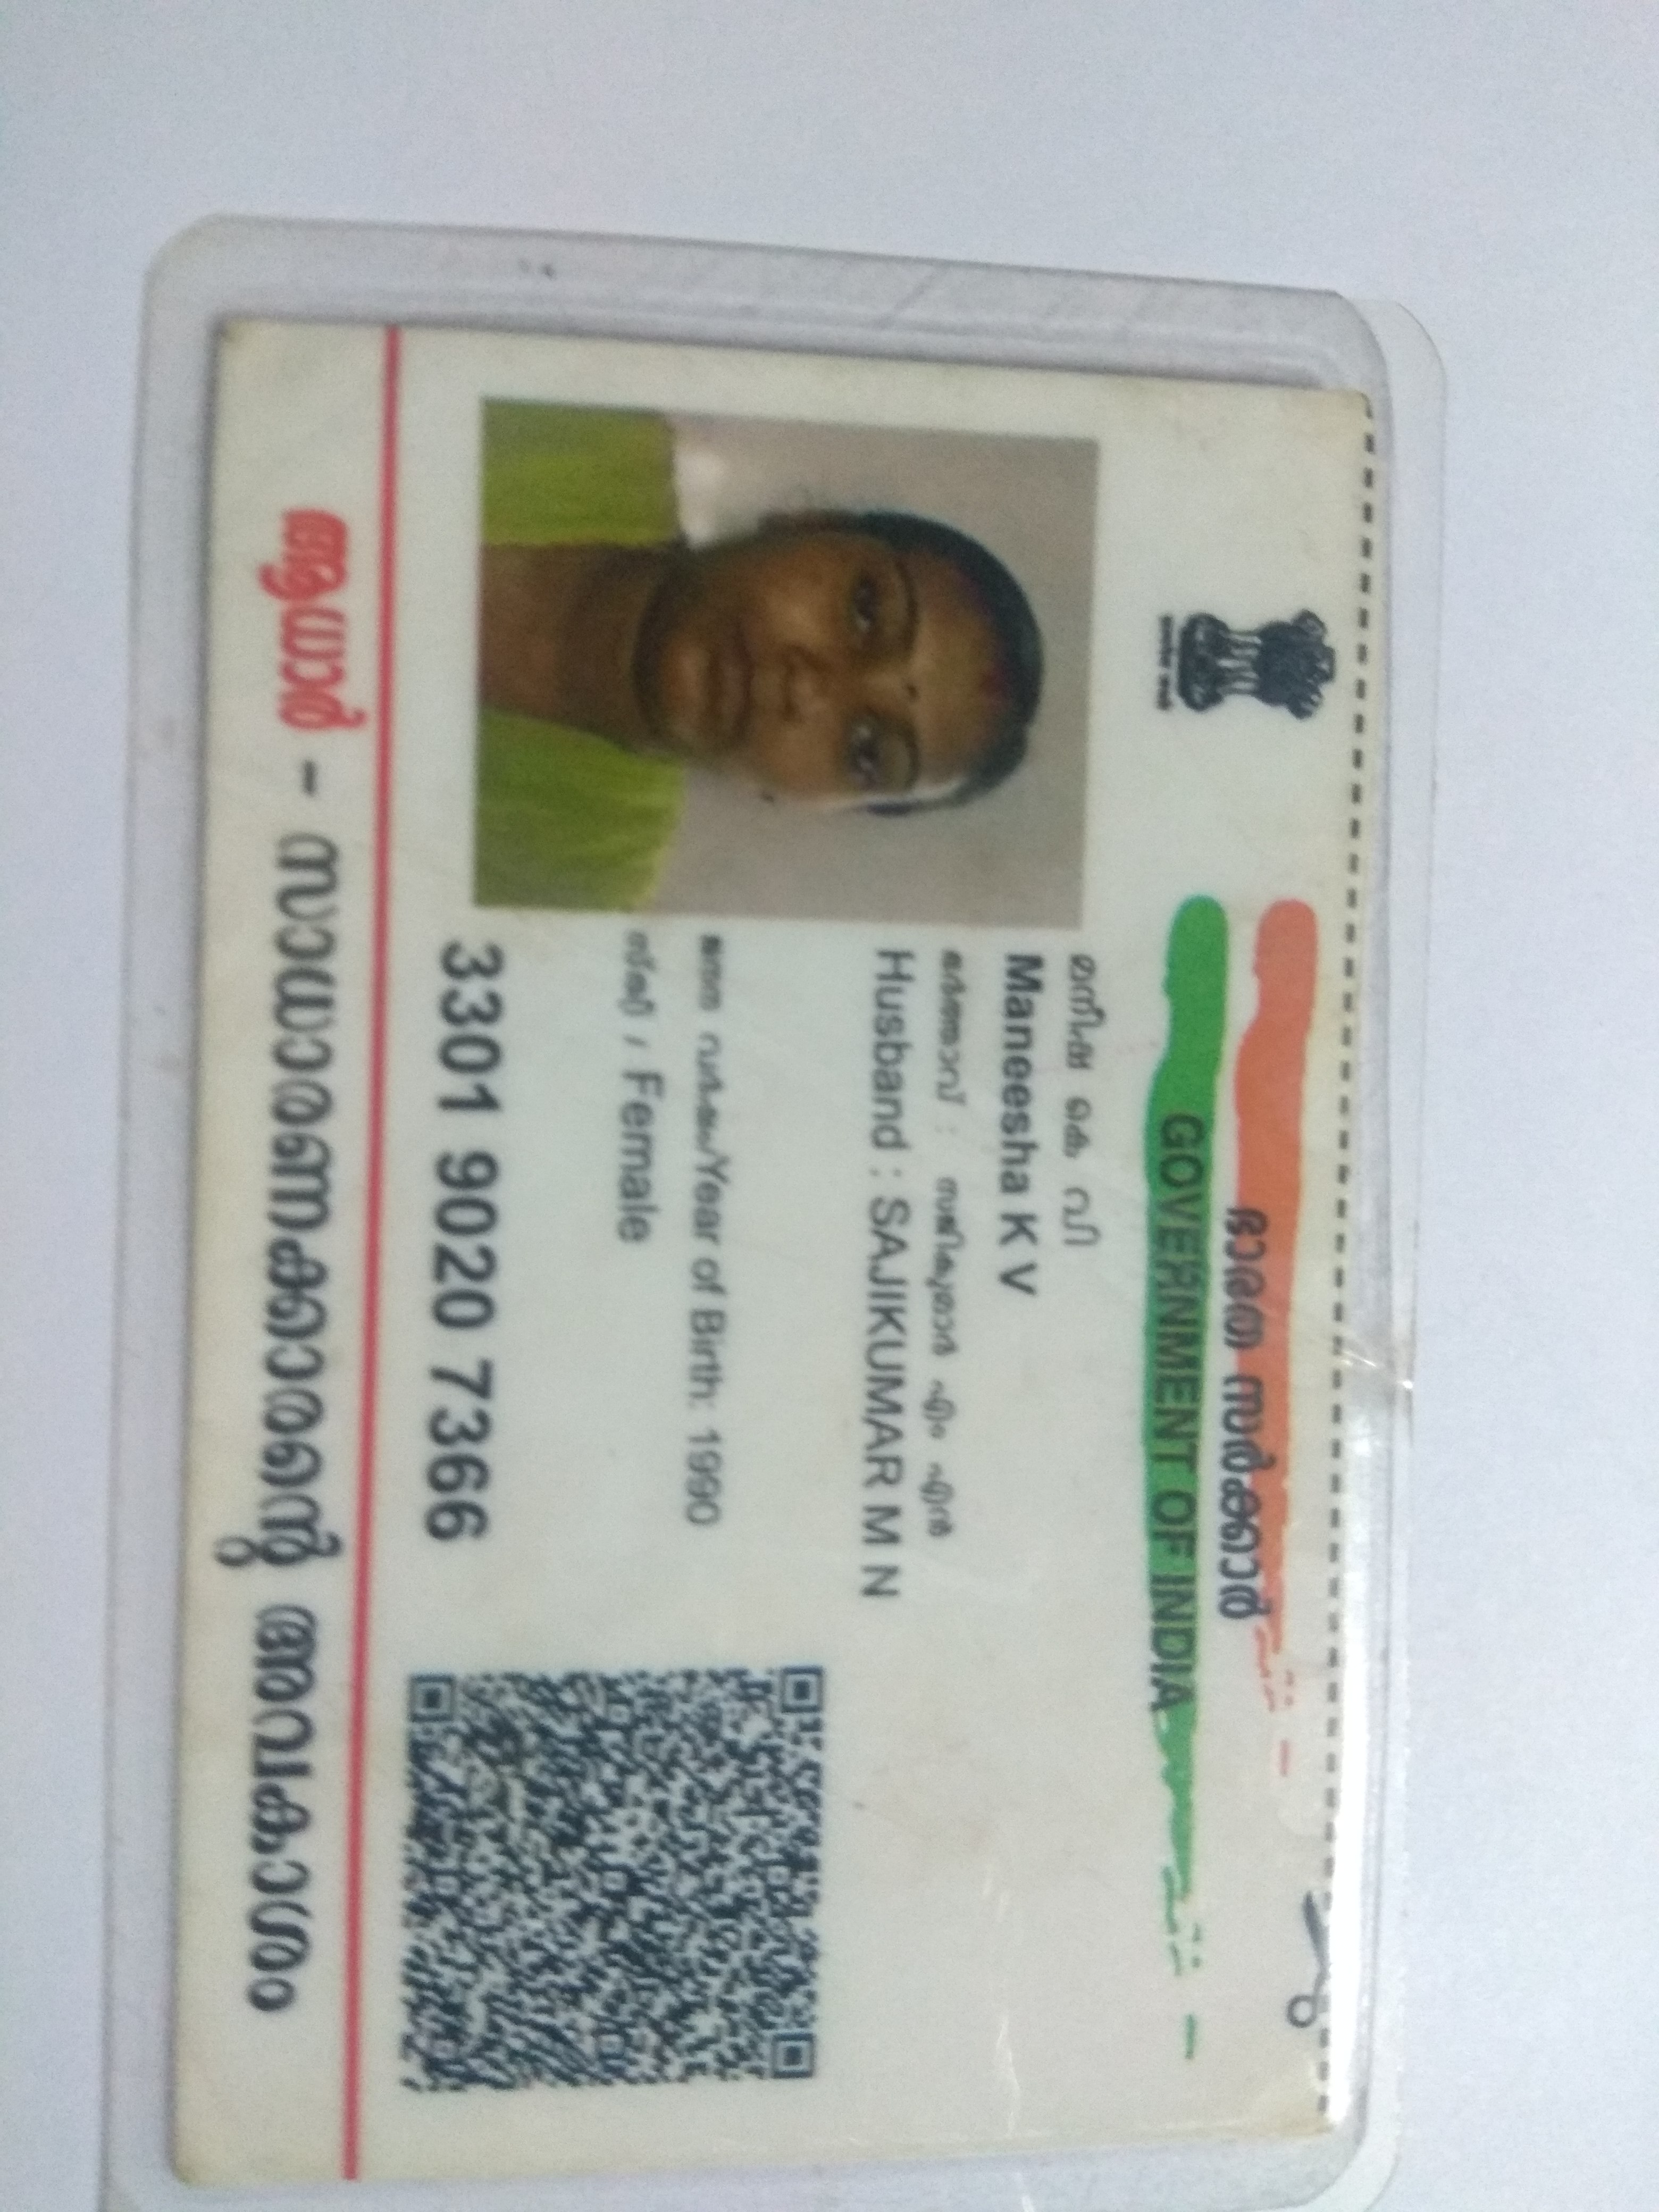 ഭാരത സർക്കാർ
GOVERNMENT OF INDIA
മനീഷ കെ വി
Maneesha K V
ഭർത്താവ് : സജികുമാർ എം എൻ
Husband : SAJIKUMAR M N
ജനന വർഷം/Year of Birth: 1990
സ്ത്രീ / Female
3301 9020 7366
ആധാർ - സാധാരണക്കാരന്റെ അവകാശം